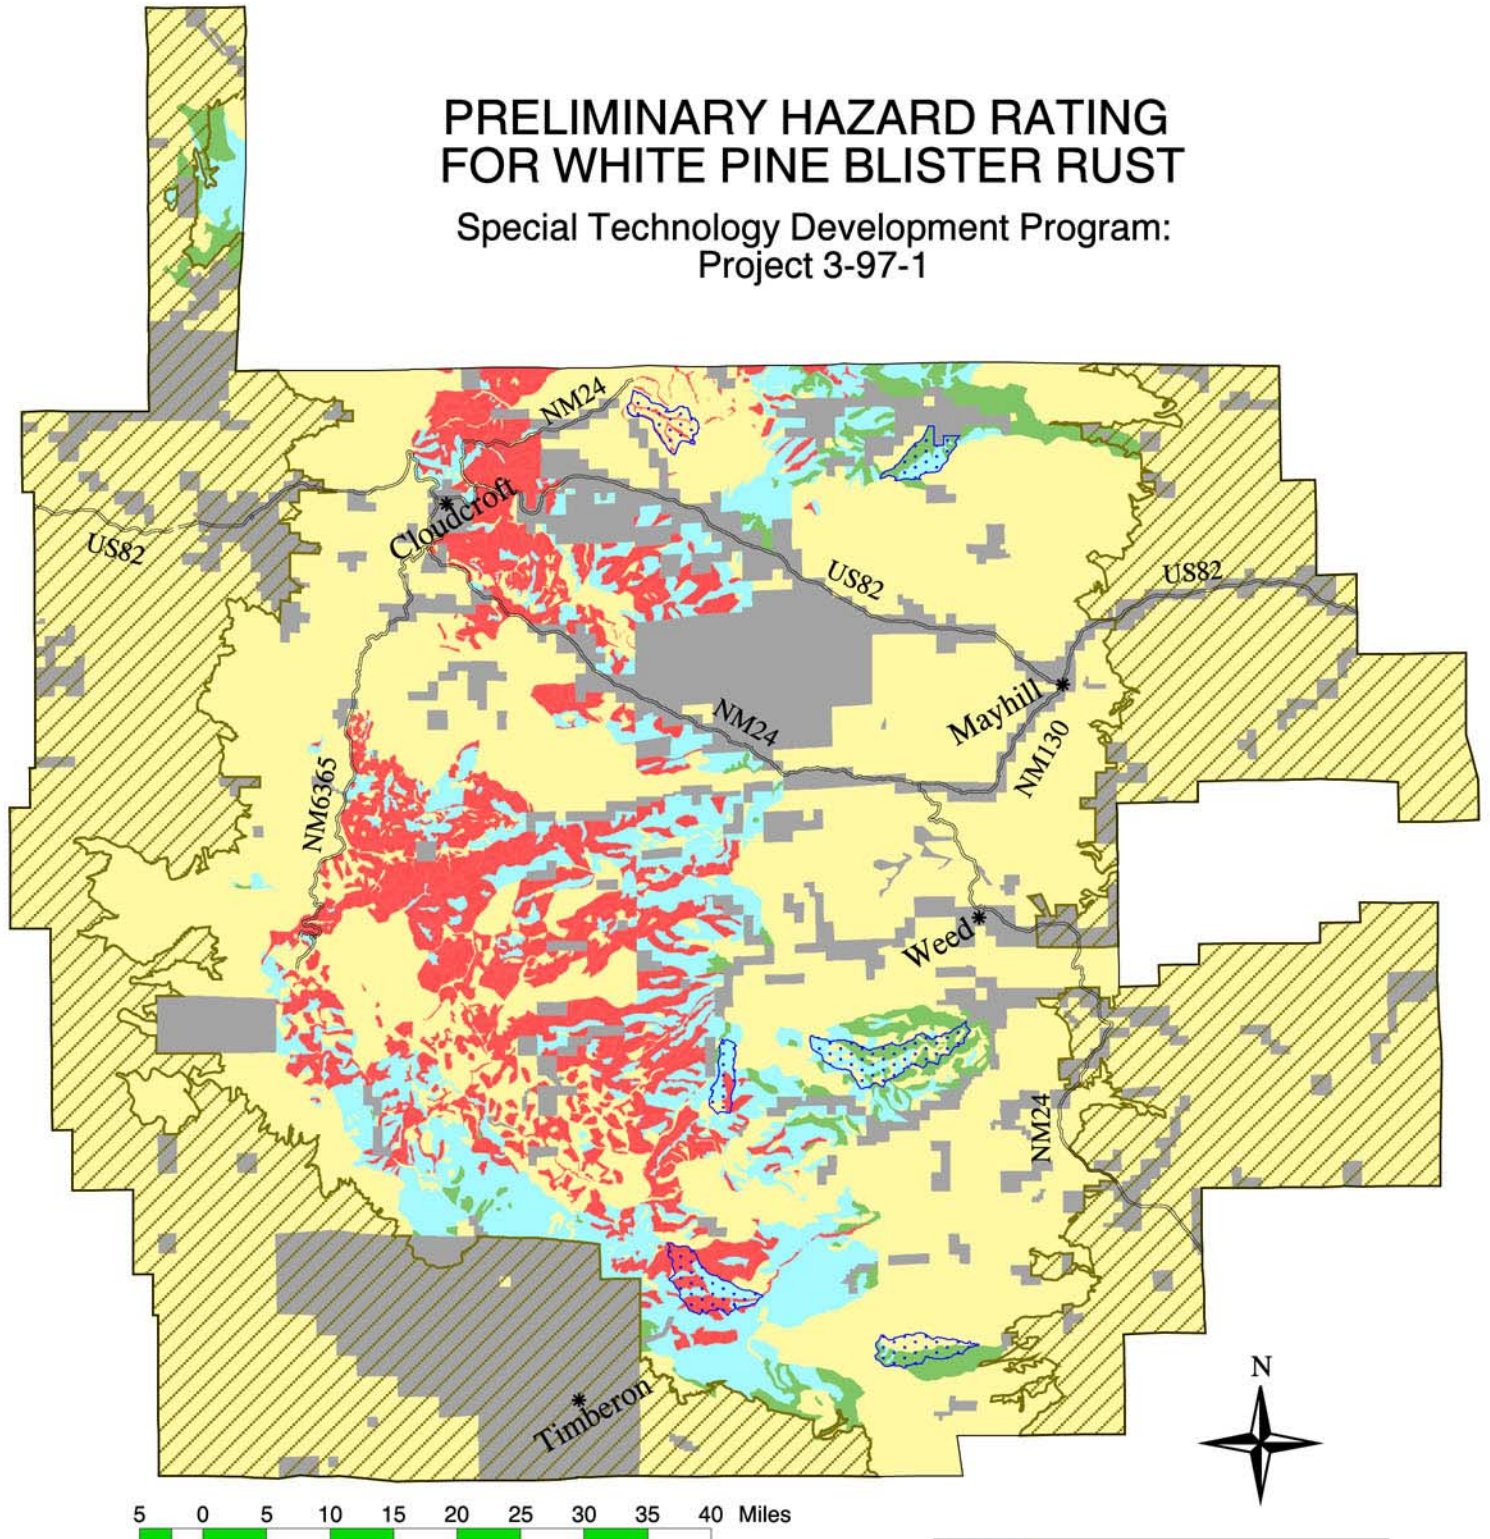 PRELIMINARY HAZARD RATING
FOR WHITE PINE BLISTER RUST
Special Technology Development Program:
Project 3-97-1
NM24
Cloudcroft
US82
US82
US82
Mayhill
NM24
NM130
NM6365
Weed
NM24
N
Timberon
5 0 5 10 15 20 25 30 35 40 Miles